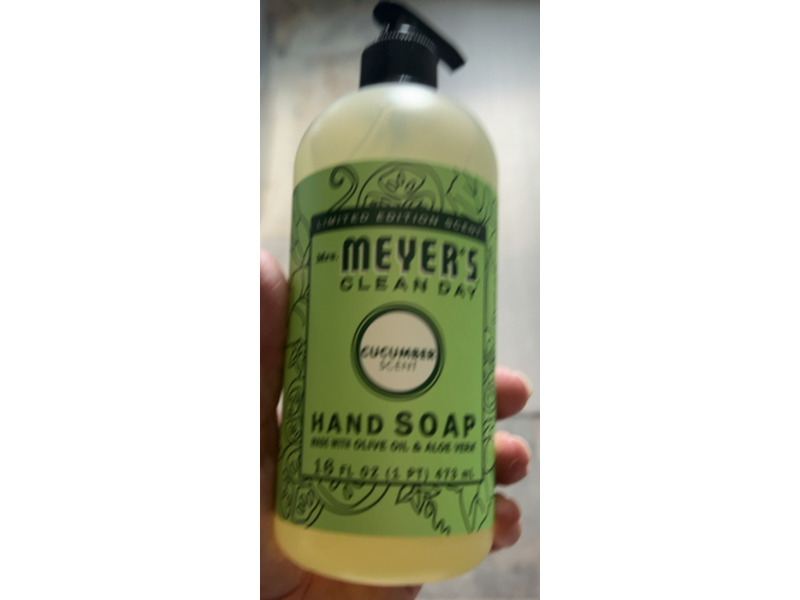 LIMITED EDITION SCENT
Mrs. MEYER'S
CLEAN DAY
CUCUMBER
SCENT
HAND SOAP
MADE WITH OLIVE OIL & ALOE VERA
16 FL OZ (1 PT) 473 mL